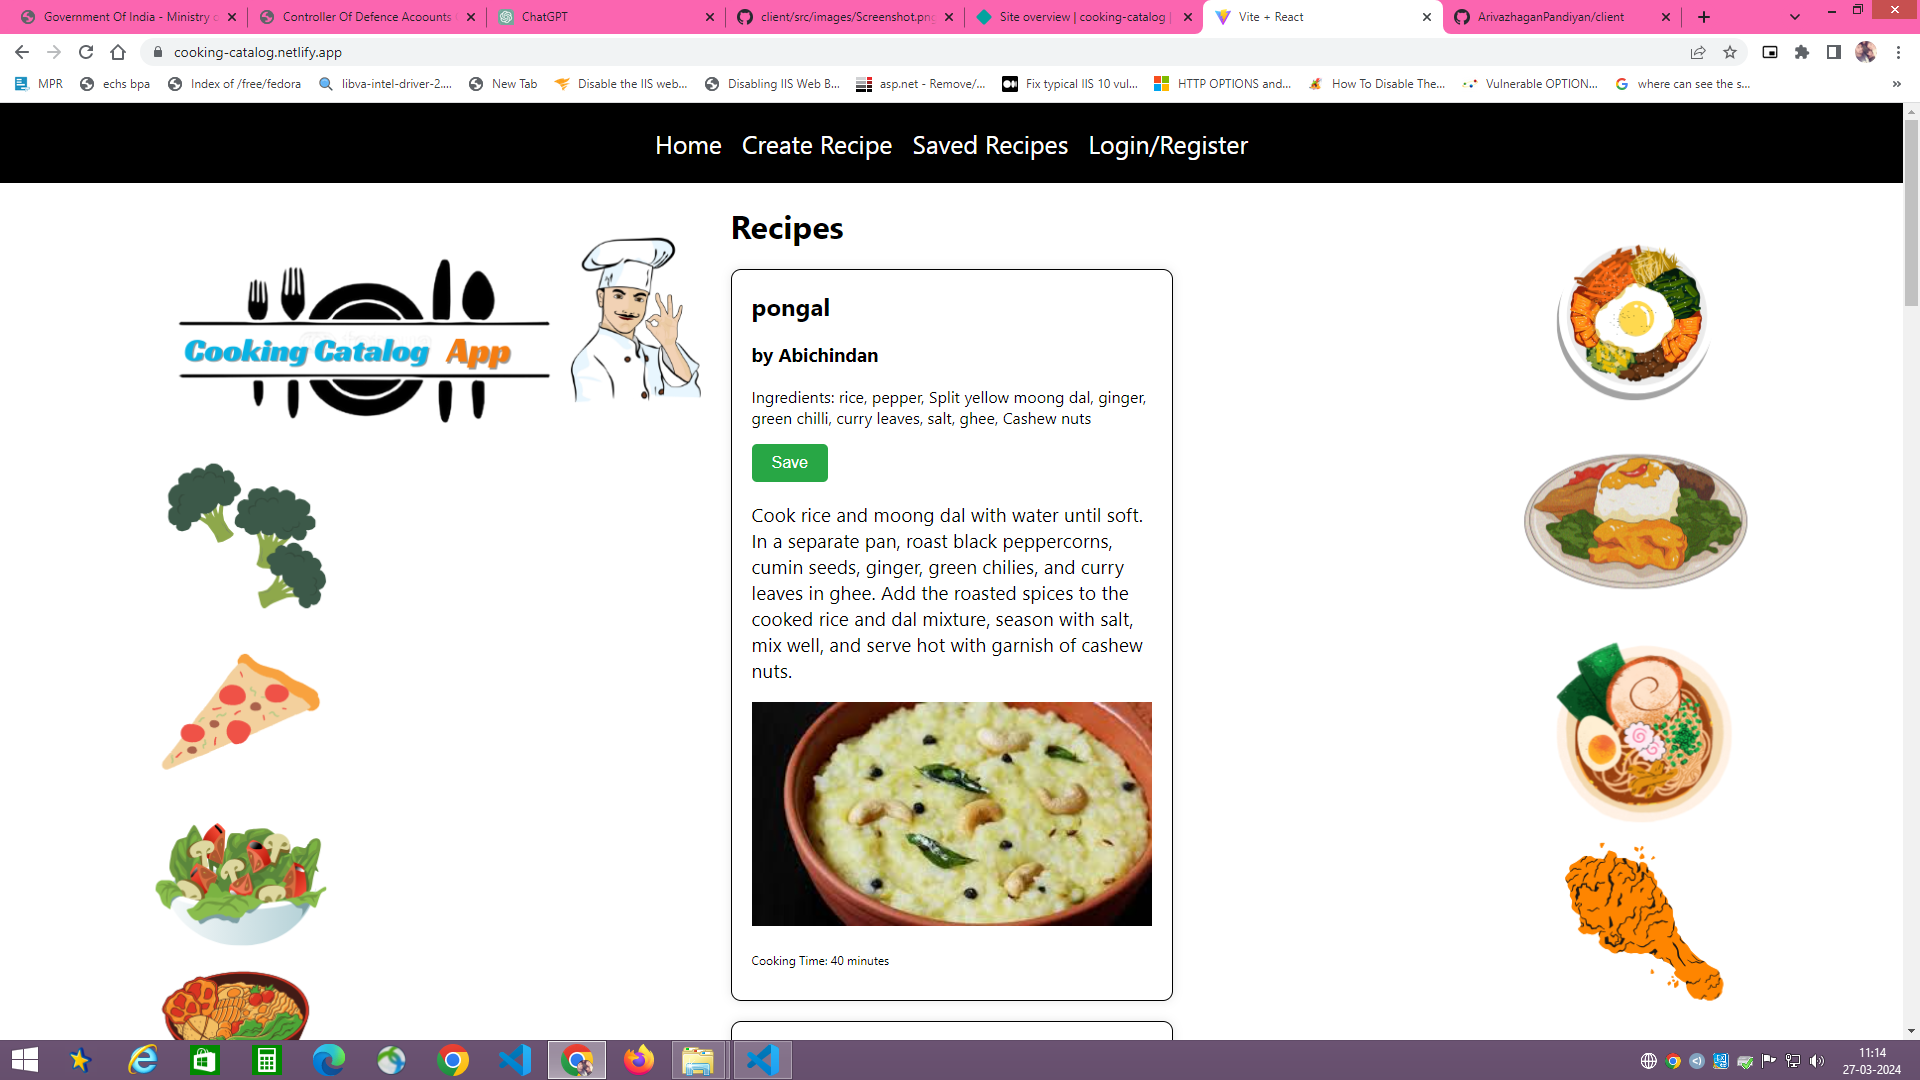 Government Of India - Ministry o
Controller Of Defence Acoounts
ChatGPT
client/src/images/Screenshot.png
Site overview | cooking-catalog |
Vite + React
ArivazhaganPandiyan/client
cooking-catalog.netlify.app
MPR
echs bpa
Index of /free/fedora
libva-intel-driver-2....
New Tab
Disable the IIS web...
Disabling IIS Web B...
asp.net - Remove/...
Fix typical IIS 10 vul...
HTTP OPTIONS and...
How To Disable The...
Vulnerable OPTION...
where can see the s...
»
Home Create Recipe Saved Recipes Login/Register
Cooking Catalog App
Recipes
pongal
by Abichindan
Ingredients: rice, pepper, Split yellow moong dal, ginger,
green chilli, curry leaves, salt, ghee, Cashew nuts
Save
Cook rice and moong dal with water until soft.
In a separate pan, roast black peppercorns,
cumin seeds, ginger, green chilies, and curry
leaves in ghee. Add the roasted spices to the
cooked rice and dal mixture, season with salt,
mix well, and serve hot with garnish of cashew
nuts.
Cooking Time: 40 minutes
11:14
27-03-2024